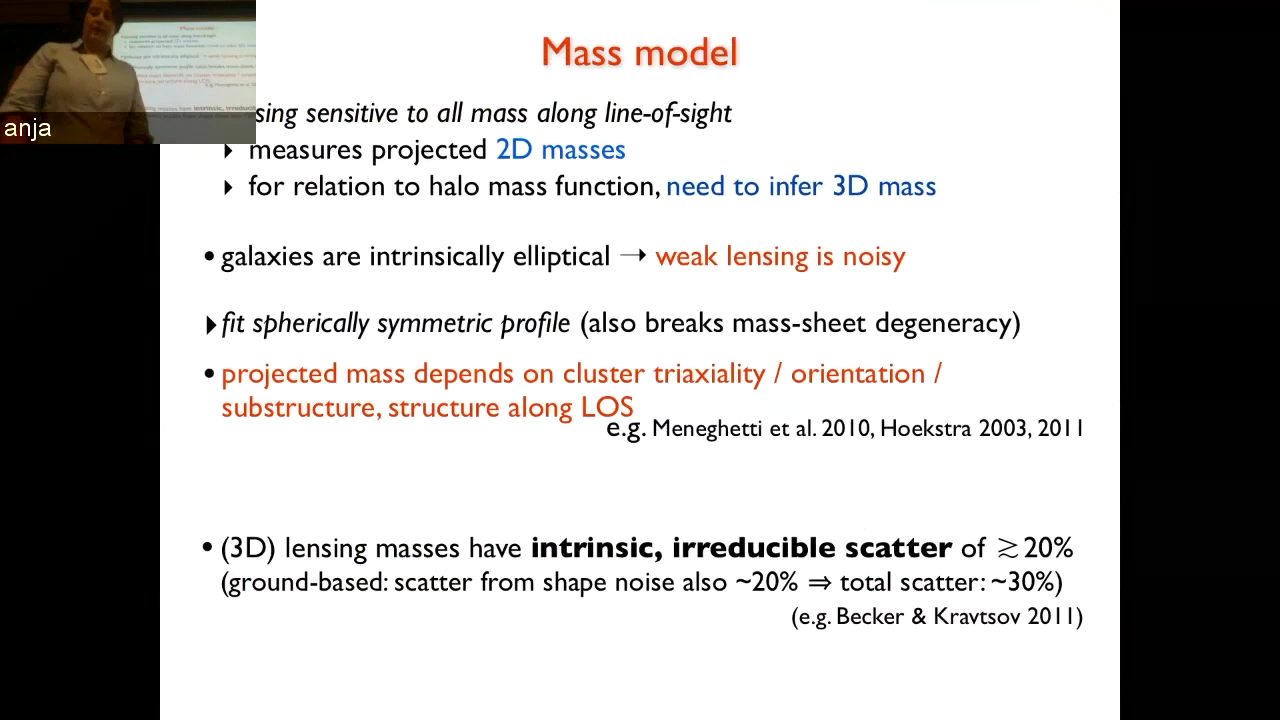 Mass model
sing sensitive to all mass along line-of-sight
anja
‣ measures projected 2D masses
‣ for relation to halo mass function, need to infer 3D mass
• galaxies are intrinsically elliptical → weak lensing is noisy
‣ fit spherically symmetric profile (also breaks mass-sheet degeneracy)
• projected mass depends on cluster triaxiality / orientation /
substructure, structure along LOS
e.g. Meneghetti et al. 2010, Hoekstra 2003, 2011
• (3D) lensing masses have intrinsic, irreducible scatter of ≳20%
(ground-based: scatter from shape noise also ~20% ⇒ total scatter: ~30%)
(e.g. Becker & Kravtsov 2011)